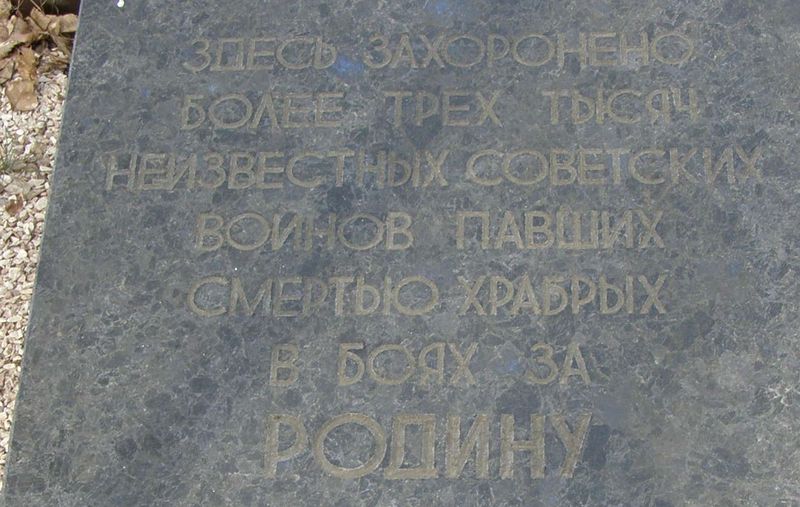 ЗДЕСЬ ЗАХОРОНЕНО
БОЛЕЕ ТРЕХ ТЫСЯЧ
НЕИЗВЕСТНЫХ СОВЕТСКИХ
ВОИНОВ ПАВШИХ
СМЕРТЬЮ ХРАБРЫХ
В БОЯХ ЗА
РОДИНУ